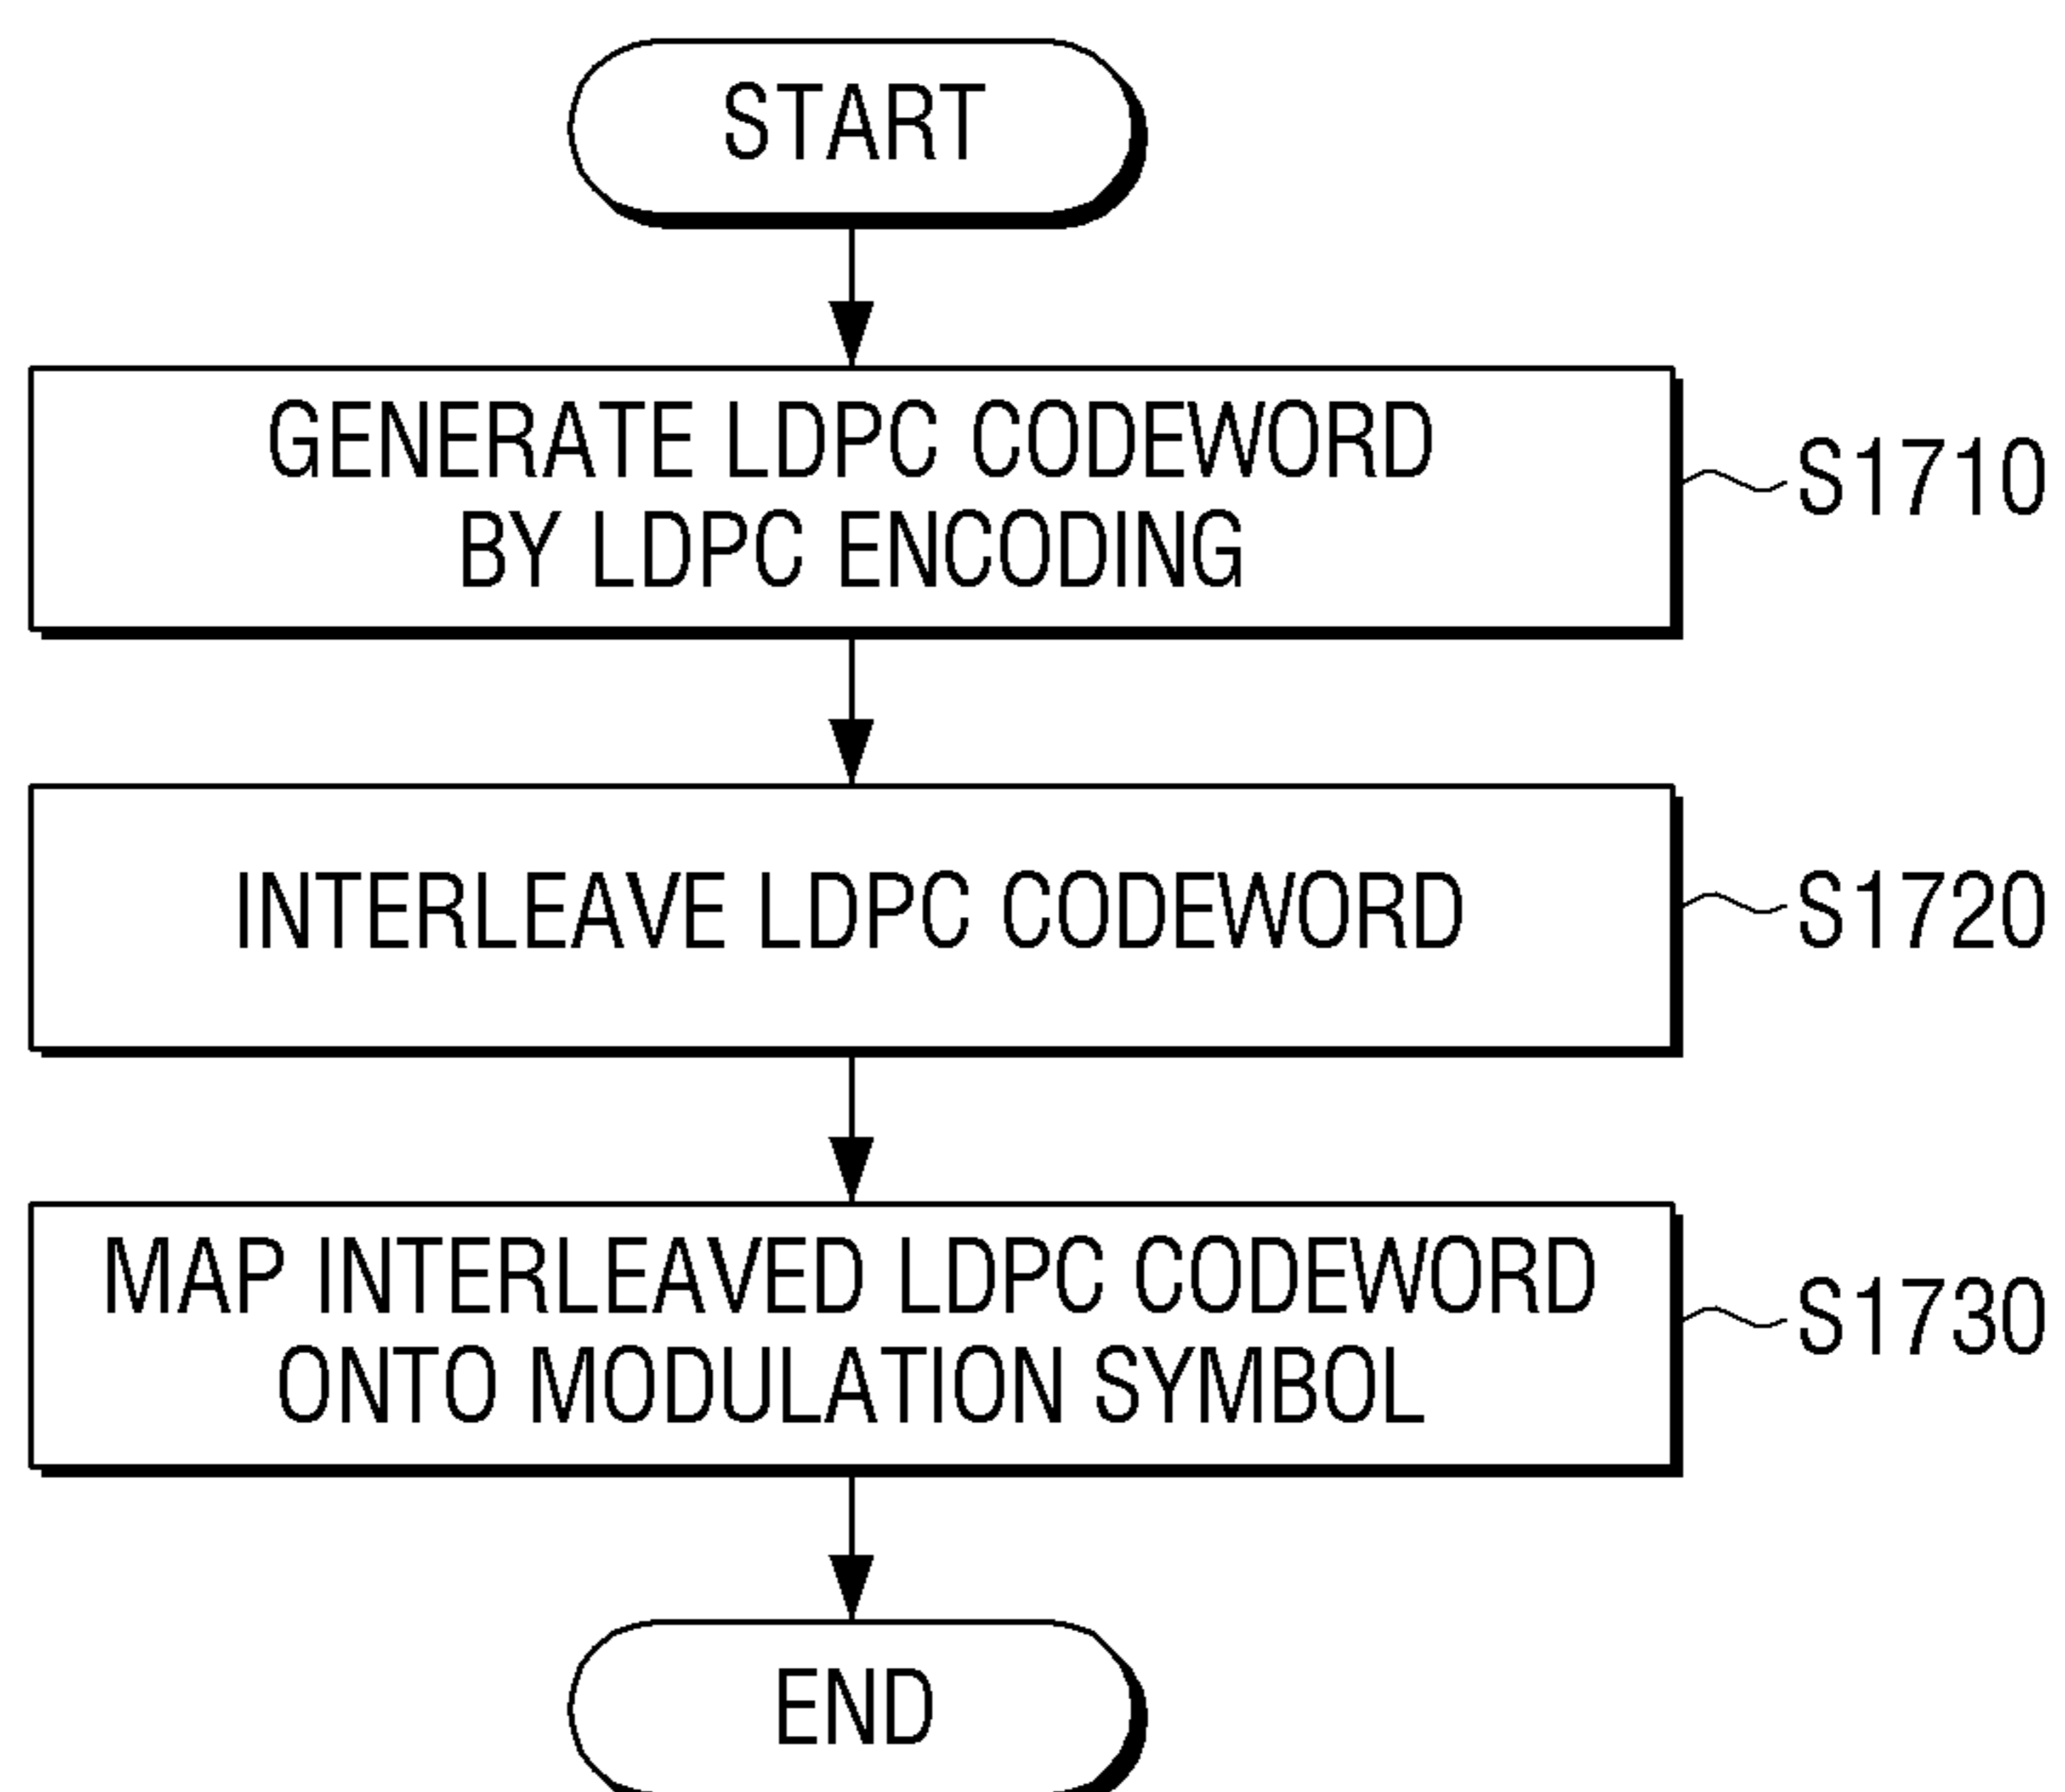 START
GENERATE LDPC CODEWORD
BY LDPC ENCODING
S1710
INTERLEAVE LDPC CODEWORD
S1720
MAP INTERLEAVED LDPC CODEWORD
ONTO MODULATION SYMBOL
S1730
END